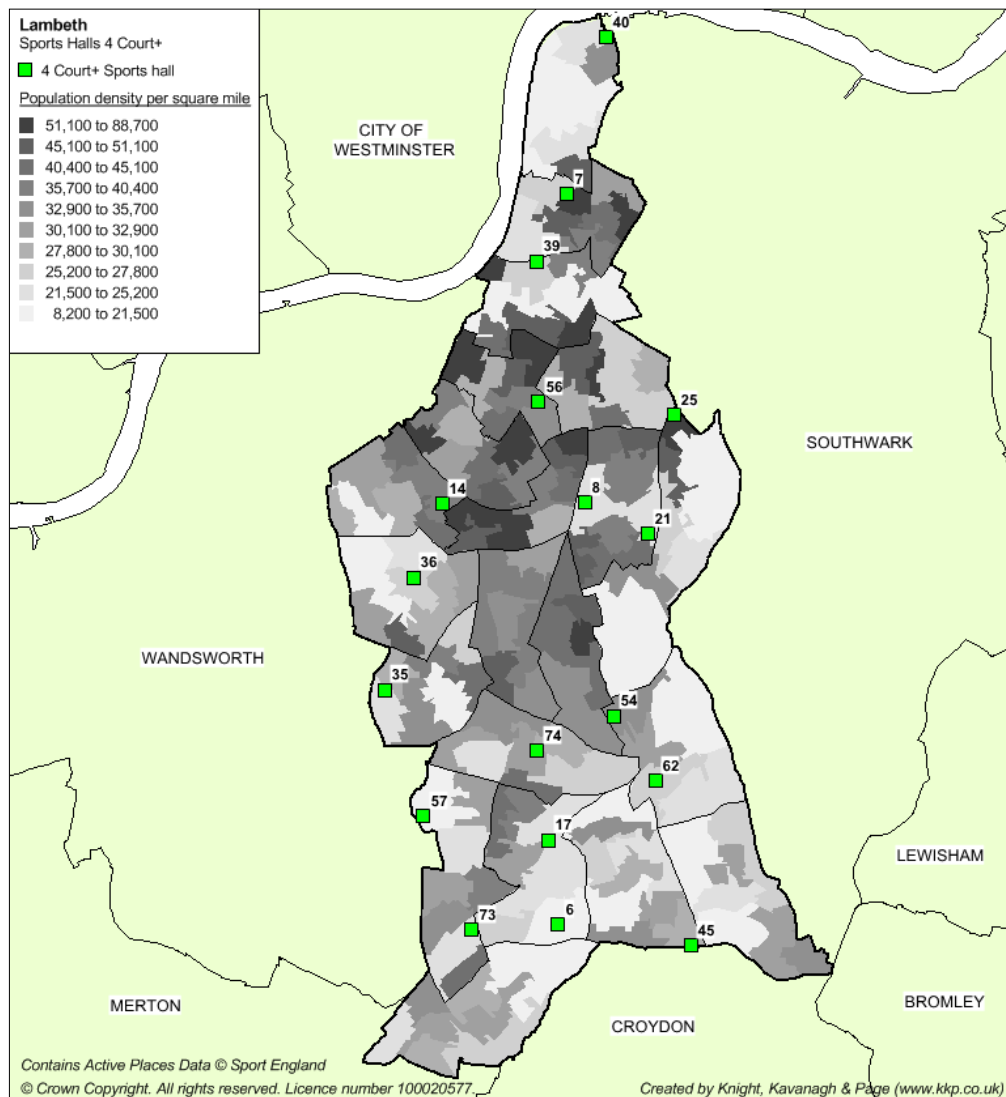 Lambeth
Sports Halls 4 Court+
4 Court+ Sports hall
Population density per square mile
51,100 to 88,700
45,100 to 51,100
40,400 to 45,100
35,700 to 40,400
32,900 to 35,700
30,100 to 32,900
27,800 to 30,100
25,200 to 27,800
21,500 to 25,200
8,200 to 21,500
40
CITY OF
WESTMINSTER
7
39
56
25
SOUTHWARK
14
8
21
36
WANDSWORTH
35
54
74
62
57
17
LEWISHAM
73
6
45
MERTON
BROMLEY
CROYDON
Contains Active Places Data © Sport England
© Crown Copyright. All rights reserved. Licence number 100020577.
Created by Knight, Kavanagh & Page (www.kkp.co.uk)